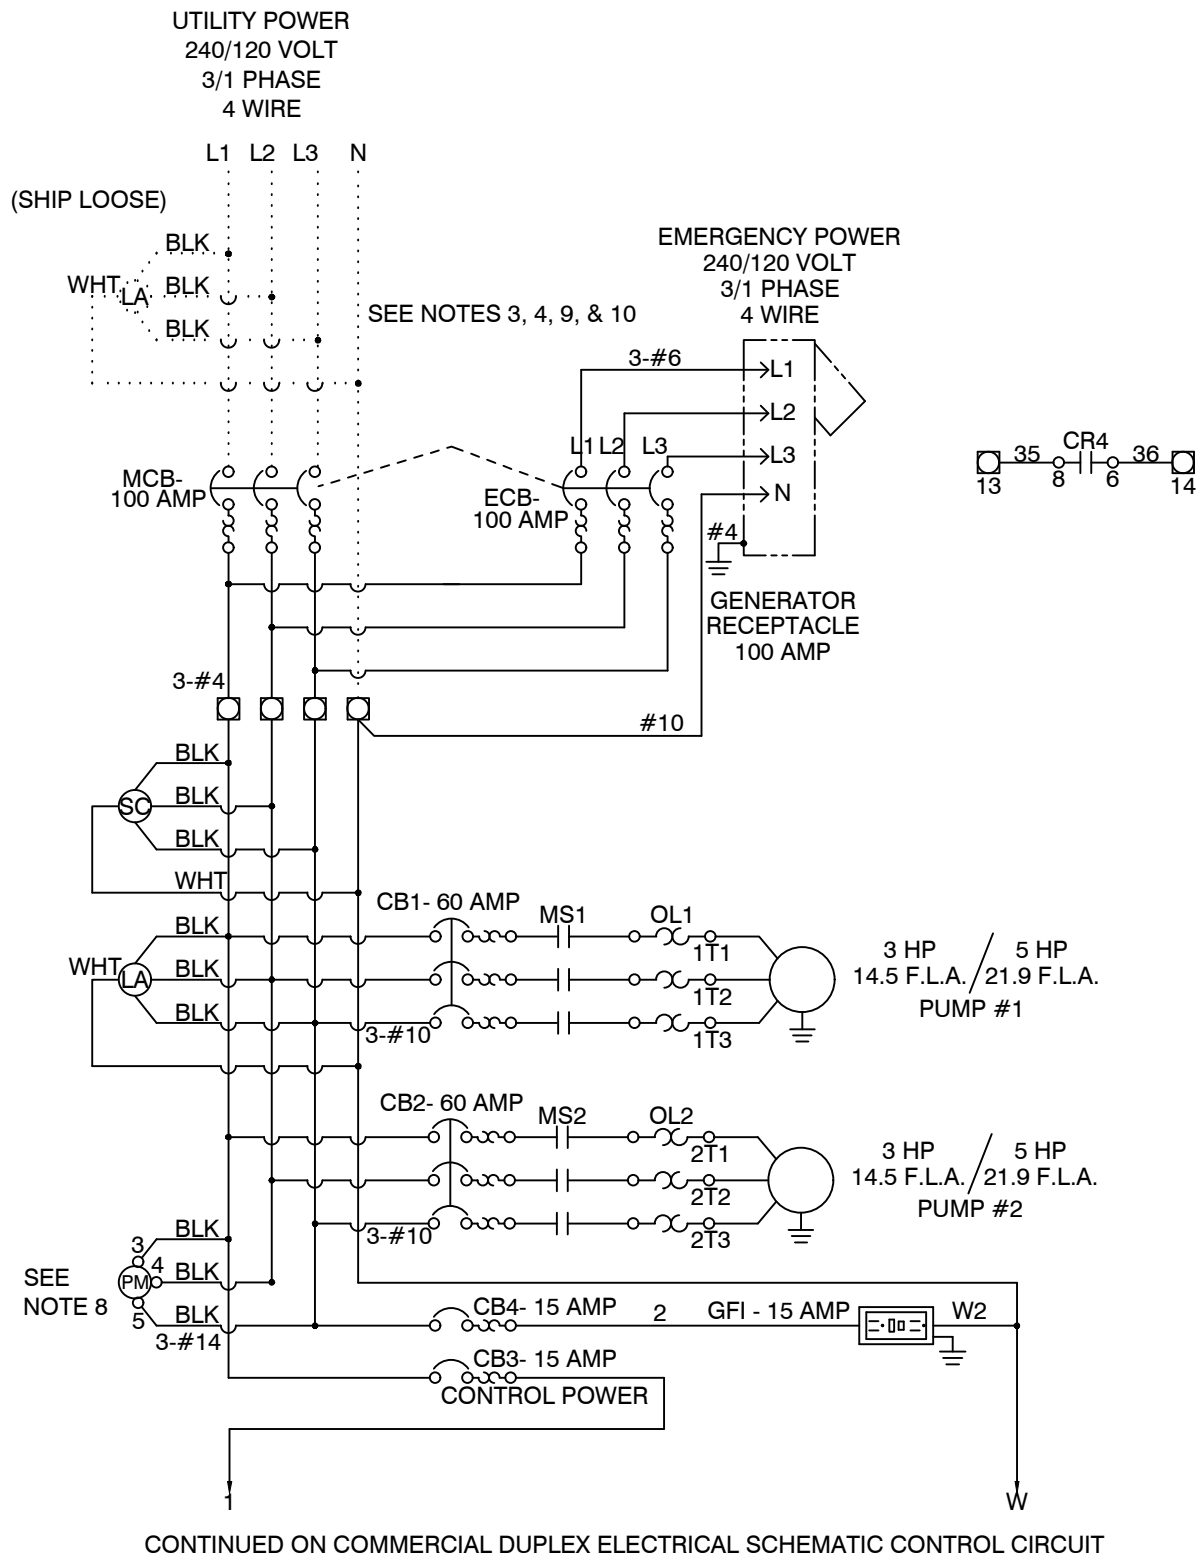 UTILITY POWER
240/120 VOLT
3/1 PHASE
4 WIRE
L1 L2 L3 N
(SHIP LOOSE)
BLK
WHT LA BLK
BLK
SEE NOTES 3, 4, 9, & 10
EMERGENCY POWER
240/120 VOLT
3/1 PHASE
4 WIRE
3-#6
L1
L2
L3
N
L1 L2 L3
MCB-
100 AMP
ECB-
100 AMP
#4
GENERATOR
RECEPTACLE
100 AMP
35 CR4 36
13 8 6 14
3-#4
#10
BLK
SC BLK
BLK
WHT
CB1- 60 AMP MS1 OL1
BLK
1T1
WHT LA BLK
1T2
BLK
3-#10
1T3
3 HP / 5 HP
14.5 F.L.A. / 21.9 F.L.A.
PUMP #1
CB2- 60 AMP MS2 OL2
2T1
2T2
3-#10
2T3
3 HP / 5 HP
14.5 F.L.A. / 21.9 F.L.A.
PUMP #2
BLK
3
SEE
NOTE 8
PM 4 BLK
5 BLK
3-#14
CB4- 15 AMP 2 GFI - 15 AMP W2
CB3- 15 AMP
CONTROL POWER
1 W
CONTINUED ON COMMERCIAL DUPLEX ELECTRICAL SCHEMATIC CONTROL CIRCUIT